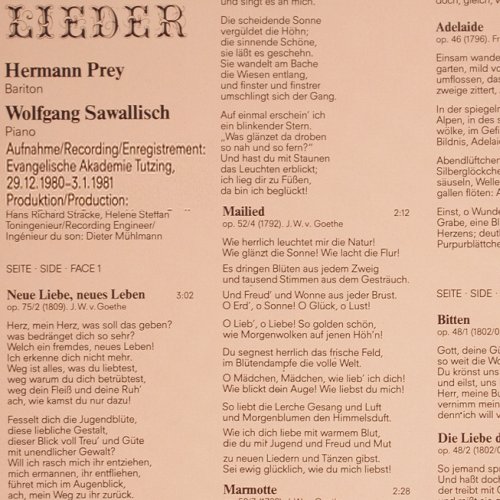 LIEDER
Hermann Prey
Bariton
Wolfgang Sawallisch
Piano
Aufnahme/Recording/Enregistrement:
Evangelische Akademie Tutzing,
29.12.1980–3.1.1981
Produktion/Production:
Hans Richard Stracke, Helene Steffan
Toningenieur/Recording Engineer/
Ingénieur du son: Dieter Mühlmann
SEITE · SIDE · FACE 1
Neue Liebe, neues Leben 3:02
op. 75/2 (1809). J. W. v. Goethe
Herz, mein Herz, was soll das geben?
was bedränget dich so sehr?
Welch ein fremdes, neues Leben!
Ich erkenne dich nicht mehr.
Weg ist alles, was du liebtest,
weg warum du dich betrübtest,
weg dein Fleiß und deine Ruh'
ach, wie kamst du nur dazu!
Fesselt dich die Jugendblüte,
diese liebliche Gestalt,
dieser Blick voll Treu' und Güte
mit unendlicher Gewalt?
Will ich rasch mich ihr entziehen,
mich ermannen, ihr entfliehen,
führet mich im Augenblick,
ach, mein Weg zu ihr zurück.
und singt es an mich.
Die scheidende Sonne
vergüldet die Höhn;
die sinnende Schöne,
sie läßt es geschehn.
Sie wandelt am Bache
die Wiesen entlang,
und finster und finstrer
umschlingt sich der Gang.
Auf einmal erschein' ich
ein blinkender Stern.
„Was glänzet da droben
so nah und so fern?"
Und hast du mit Staunen
das Leuchten erblickt;
ich lieg dir zu Füßen,
da bin ich beglückt!
Mailied 2:12
op. 52/4 (1792). J. W. v. Goethe
Wie herrlich leuchtet mir die Natur!
Wie glänzt die Sonne! Wie lacht die Flur!
Es dringen Blüten aus jedem Zweig
und tausend Stimmen aus dem Gesträuch.
Und Freud' und Wonne aus jeder Brust.
O Erd', o Sonne! O Glück, o Lust!
O Lieb', o Liebe! So golden schön,
wie Morgenwolken auf jenen Höh'n!
Du segnest herrlich das frische Feld,
im Blütendampfe die volle Welt.
O Mädchen, Mädchen, wie lieb' ich dich!
Wie blickt dein Auge! Wie liebst du mich!
So liebt die Lerche Gesang und Luft
und Morgenblumen den Himmelsduft.
Wie ich dich liebe mit warmem Blut,
die du mit Jugend und Freud und Mut
zu neuen Liedern und Tänzen gibst.
Sei ewig glücklich, wie du mich liebst!
Marmotte 2:28
Adelaide
op. 46 (1796). Fr
Einsam wande
garten, mild vo
umflossen, das
zweige zittert,
In der spiegeln
Alpen, in des s
wölke, im Gefi
Bildnis, Adelai
Abendlüftchen
Silberglöckche
säuseln, Welle
gallen flöten: A
Einst, o Wunde
Grabe, eine Bl
Herzens; deut
Purpurblättche
SEITE · SIDE ·
Bitten
op. 48/1 (1802/0
Gott, deine Gü
so weit die Wo
Du krönst uns
und eilst, uns
Herr, meine Bu
vernimm mein
denn ich will v
Die Liebe d
op. 48/2 (1802/0
So jemand sp
und haßt doch
der treibt mit G